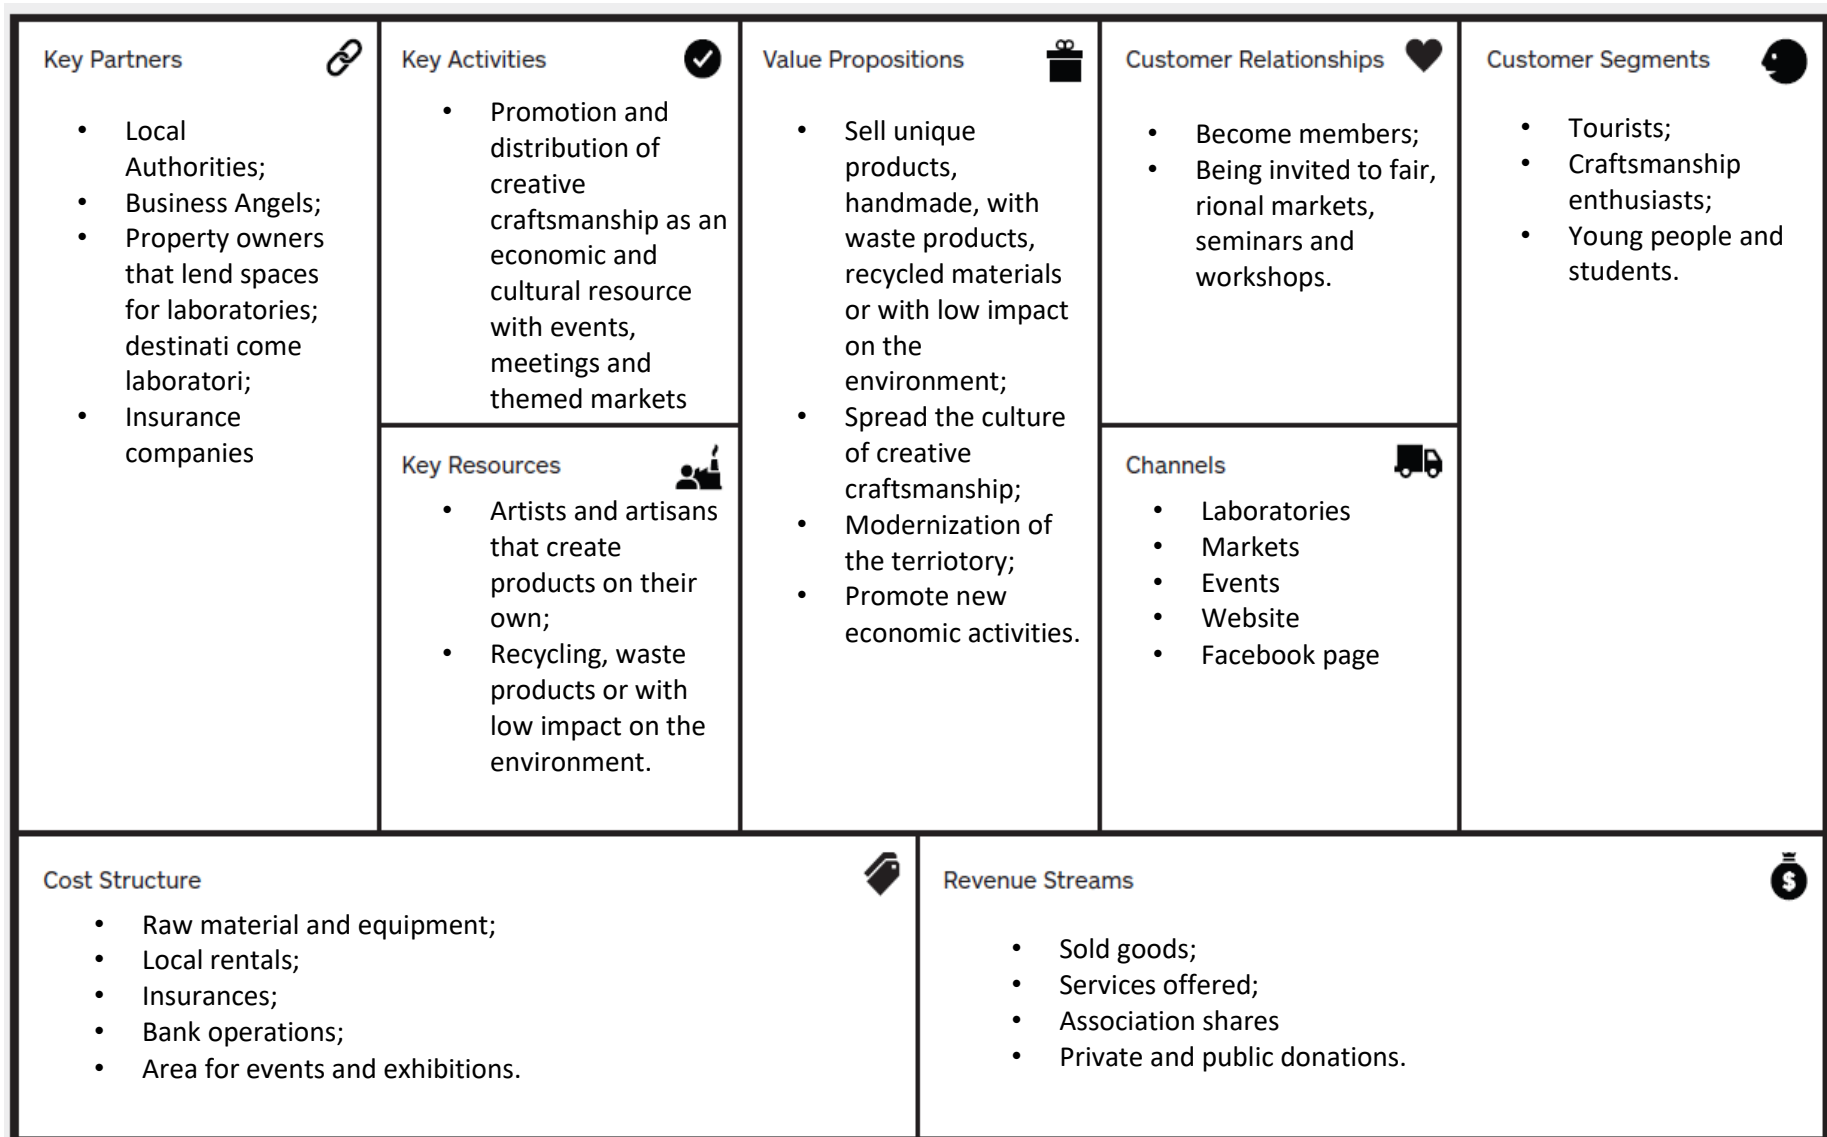 Key Partners
• Local
Authorities;
• Business Angels;
• Property owners
that lend spaces
for laboratories;
destinati come
laboratori;
• Insurance
companies
Key Activities
• Promotion and
distribution of
creative
craftsmanship as an
economic and
cultural resource
with events,
meetings and
themed markets
Key Resources
• Artists and artisans
that create
products on their
own;
• Recycling, waste
products or with
low impact on the
environment.
Value Propositions
• Sell unique
products,
handmade, with
waste products,
recycled materials
or with low impact
on the
environment;
• Spread the culture
of creative
craftsmanship;
• Modernization of
the terriotory;
• Promote new
economic activities.
Customer Relationships
• Become members;
• Being invited to fair,
rional markets,
seminars and
workshops.
Channels
• Laboratories
• Markets
• Events
• Website
• Facebook page
Customer Segments
• Tourists;
• Craftsmanship
enthusiasts;
• Young people and
students.
Cost Structure
• Raw material and equipment;
• Local rentals;
• Insurances;
• Bank operations;
• Area for events and exhibitions.
Revenue Streams
$
• Sold goods;
• Services offered;
• Association shares
• Private and public donations.